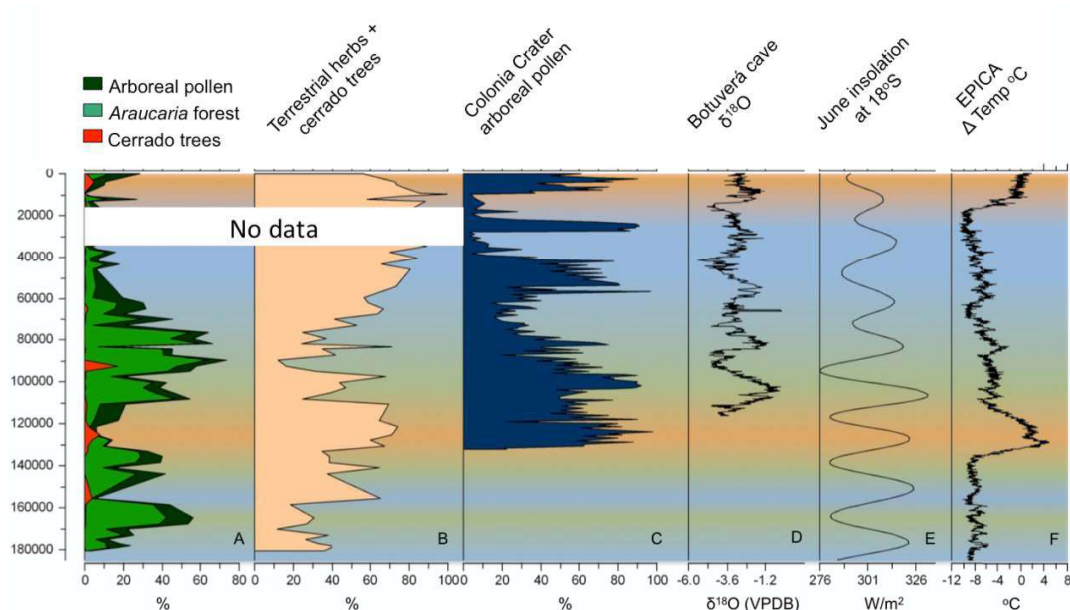 Arboreal pollen
Araucaria forest
Cerrado trees
Terrestrial herbs +
cerrado trees
Colonia Crater
arboreal pollen
Botuverá cave
δ18O
June insolation
at 18ºS
EPICA
Δ Temp ºC
0
20000
40000
60000
80000
100000
120000
140000
160000
180000
No data
A
B
C
D
E
F
0 20 40 60 80
0 20 40 60 80 100
0 20 40 60 80 100
-6.0 -3.6 -1.2
276 301 326
-12 -8 -4 0 4 8
%
%
%
δ18O (VPDB)
W/m²
ºC